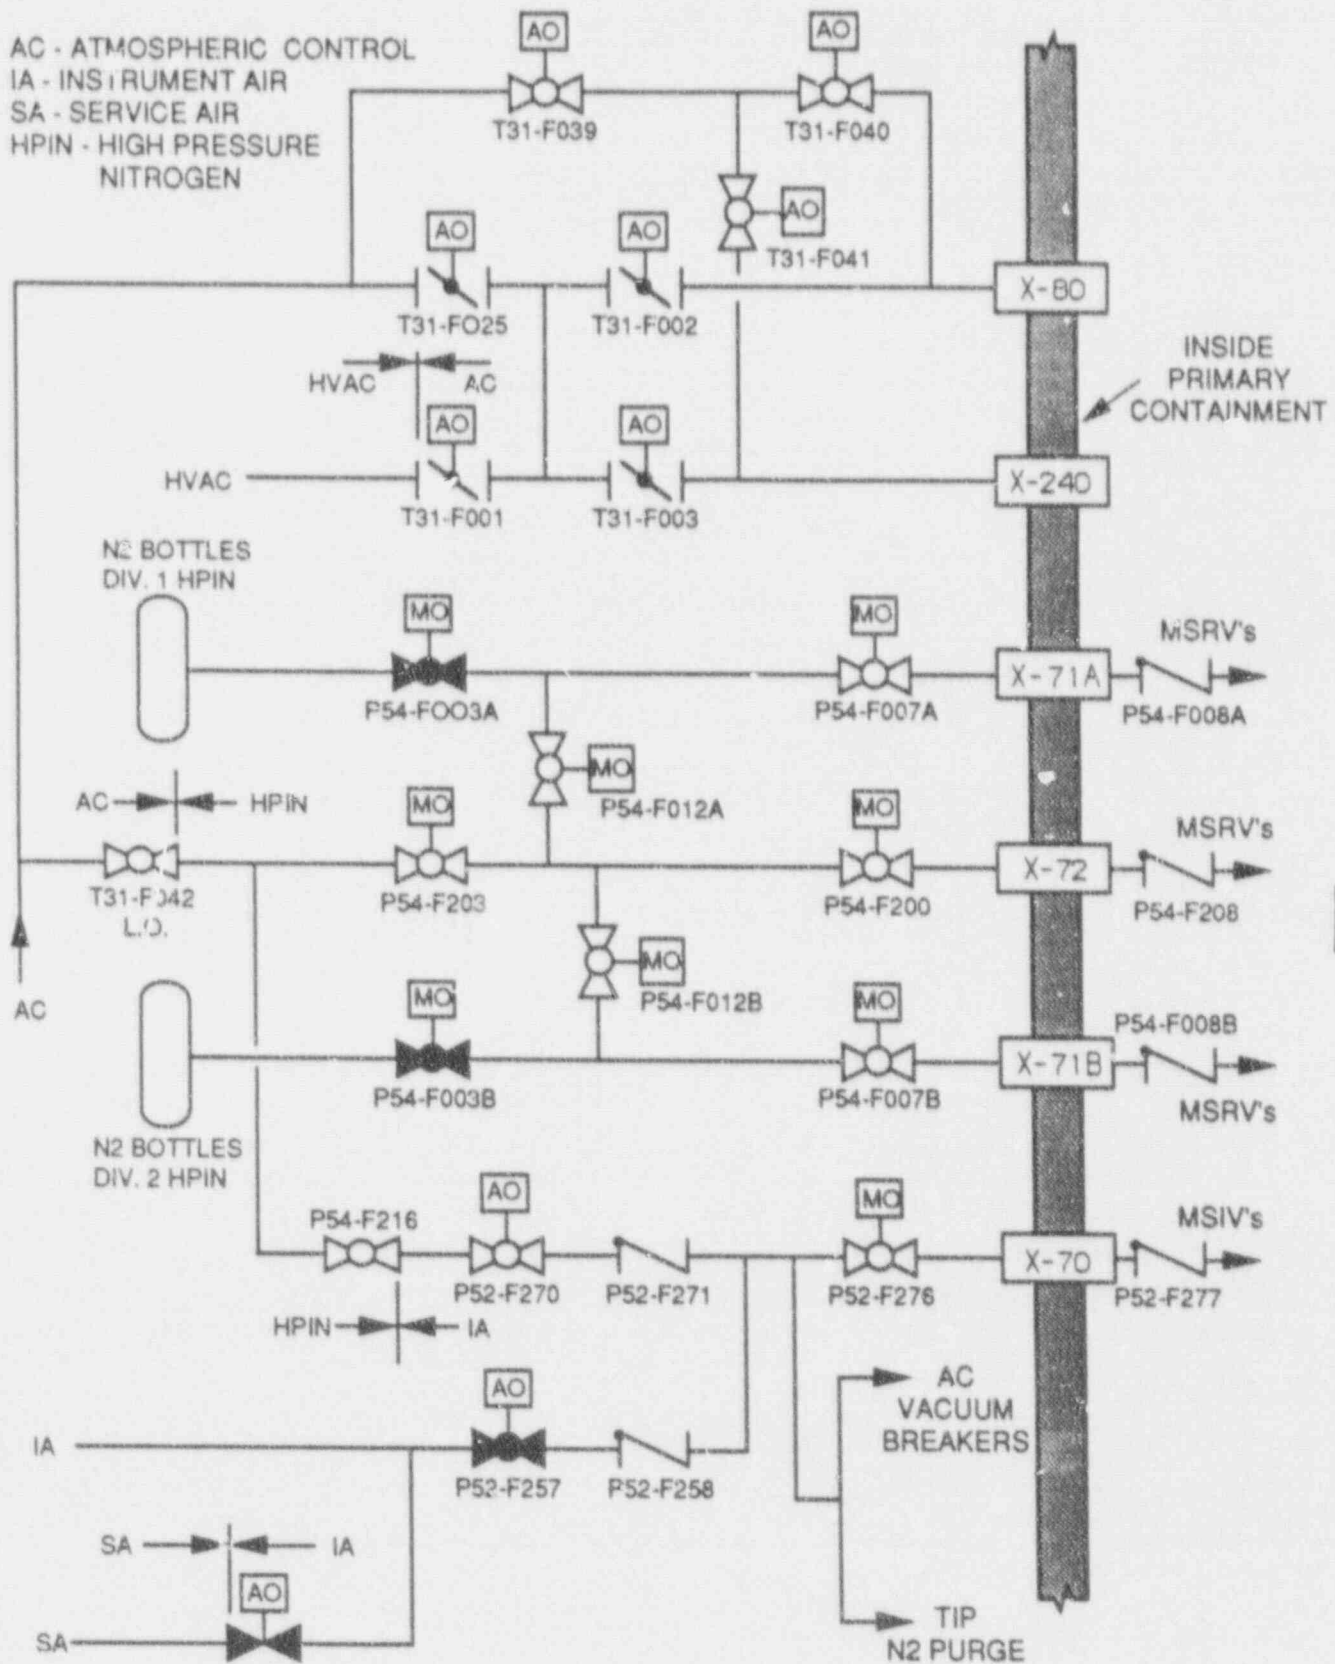 AC - ATMOSPHERIC CONTROL
IA - INSTRUMENT AIR
SA - SERVICE AIR
HPIN - HIGH PRESSURE
NITROGEN
AO
AO
T31-F039
T31-F040
AO
T31-F041
AO
AO
T31-FO25
T31-F002
X-80
HVAC
AC
INSIDE
PRIMARY
CONTAINMENT
AO
AO
HVAC
T31-F001
T31-F003
X-240
N2 BOTTLES
DIV. 1 HPIN
MO
MO
P54-FOO3A
P54-F007A
X-71A
MSRV's
P54-F008A
MO
P54-F012A
AC
HPIN
MO
MO
T31-F042
L.O.
P54-F203
P54-F200
X-72
MSRV's
P54-F208
MO
P54-F012B
AC
MO
MO
P54-F003B
P54-F007B
X-71B
P54-F008B
MSRV's
N2 BOTTLES
DIV. 2 HPIN
P54-F216
AO
MO
P52-F270
P52-F271
P52-F276
X-70
MSIV's
P52-F277
HPIN
IA
AO
IA
P52-F257
P52-F258
AC
VACUUM
BREAKERS
SA
IA
AO
SA
TIP
N2 PURGE